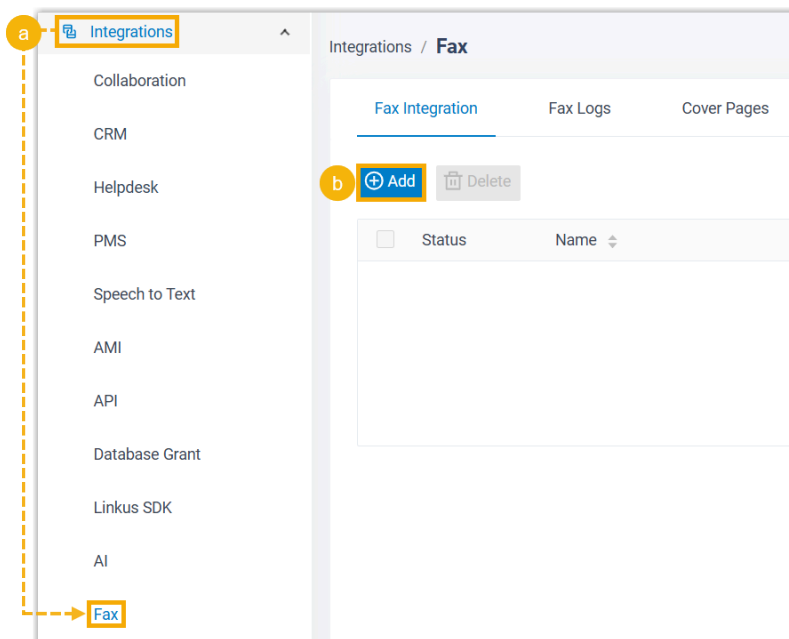 a
Integrations
Collaboration
CRM
Helpdesk
PMS
Speech to Text
AMI
API
Database Grant
Linkus SDK
AI
Fax
Integrations / Fax
Fax Integration Fax Logs Cover Pages
b
Add Delete
Status Name